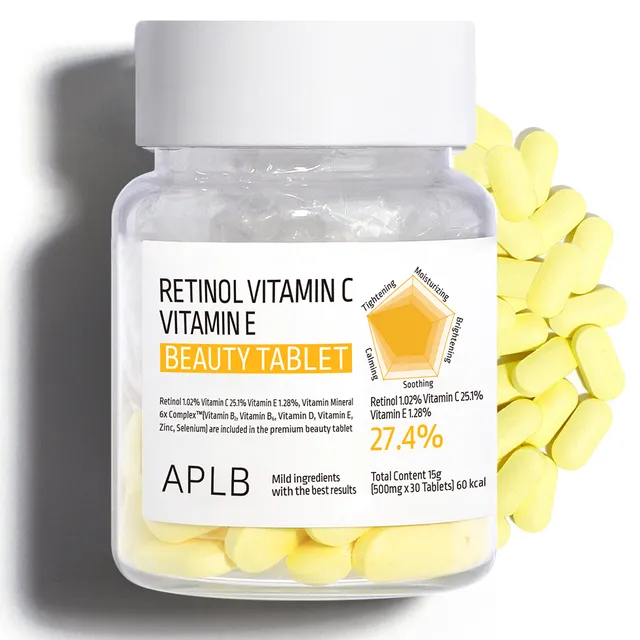 RETINOL VITAMIN C
VITAMIN E
BEAUTY TABLET
Tightening
Moisturizing
Brightening
Calming
Soothing
Retinol 1.02% Vitamin C 25.1% Vitamin E 1.28%, Vitamin Mineral
6x Complex™(Vitamin B₂, Vitamin B₆, Vitamin D, Vitamin E,
Zinc, Selenium) are included in the premium beauty tablet
Retinol 1.02% Vitamin C 25.1%
Vitamin E 1.28%
27.4%
APLB
Mild ingredients
with the best results
Total Content 15g
(500mg x 30 Tablets) 60 kcal